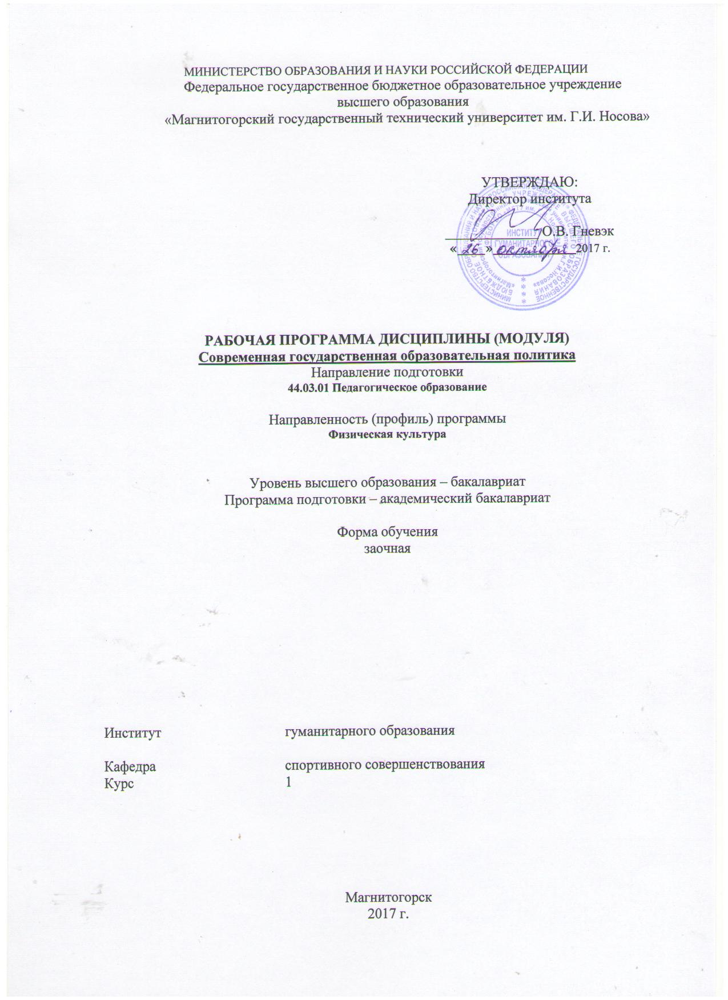 МИНИСТЕРСТВО ОБРАЗОВАНИЯ И НАУКИ РОССИЙСКОЙ ФЕДЕРАЦИИ
Федеральное государственное бюджетное образовательное учреждение
высшего образования
«Магнитогорский государственный технический университет им. Г.И. Носова»
УТВЕРЖДАЮ:
Директор института
О.В. Гневэк
« 26 » октября 2017 г.
ИНСТИТУТ
ГУМАНИТАРНОГО
ОБРАЗОВАНИЯ
РАБОЧАЯ ПРОГРАММА ДИСЦИПЛИНЫ (МОДУЛЯ)
Современная государственная образовательная политика
Направление подготовки
44.03.01 Педагогическое образование
Направленность (профиль) программы
Физическая культура
Уровень высшего образования – бакалавриат
Программа подготовки – академический бакалавриат
Форма обучения
заочная
Институт гуманитарного образования
Кафедра спортивного совершенствования
Курс 1
Магнитогорск
2017 г.